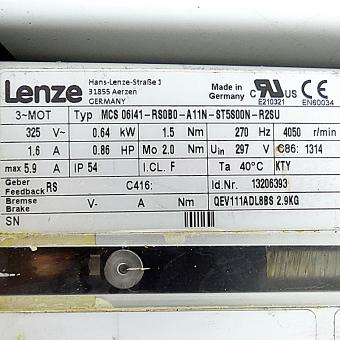 Lenze
Hans-Lenze-Straße 1
31855 Aerzen
GERMANY
Made in
Germany
C US
E210321
CE
EN60034
3~MOT Typ MCS 06I41-RS0B0-A11N-ST5S00N-R2SU
325 V~ 0.64 kW 1.5 Nm 270 Hz 4050 r/min
1.6 A 0.86 HP Mo 2.0 Nm Uin 297 V C86: 1314
max 5.9 A IP 54 I.CL. F Ta 40°C KTY
Geber
Feedback RS C416; Id.Nr. 13206393
Bremse
Brake V- A Nm QEV111ADL8BS 2.9KG
SN